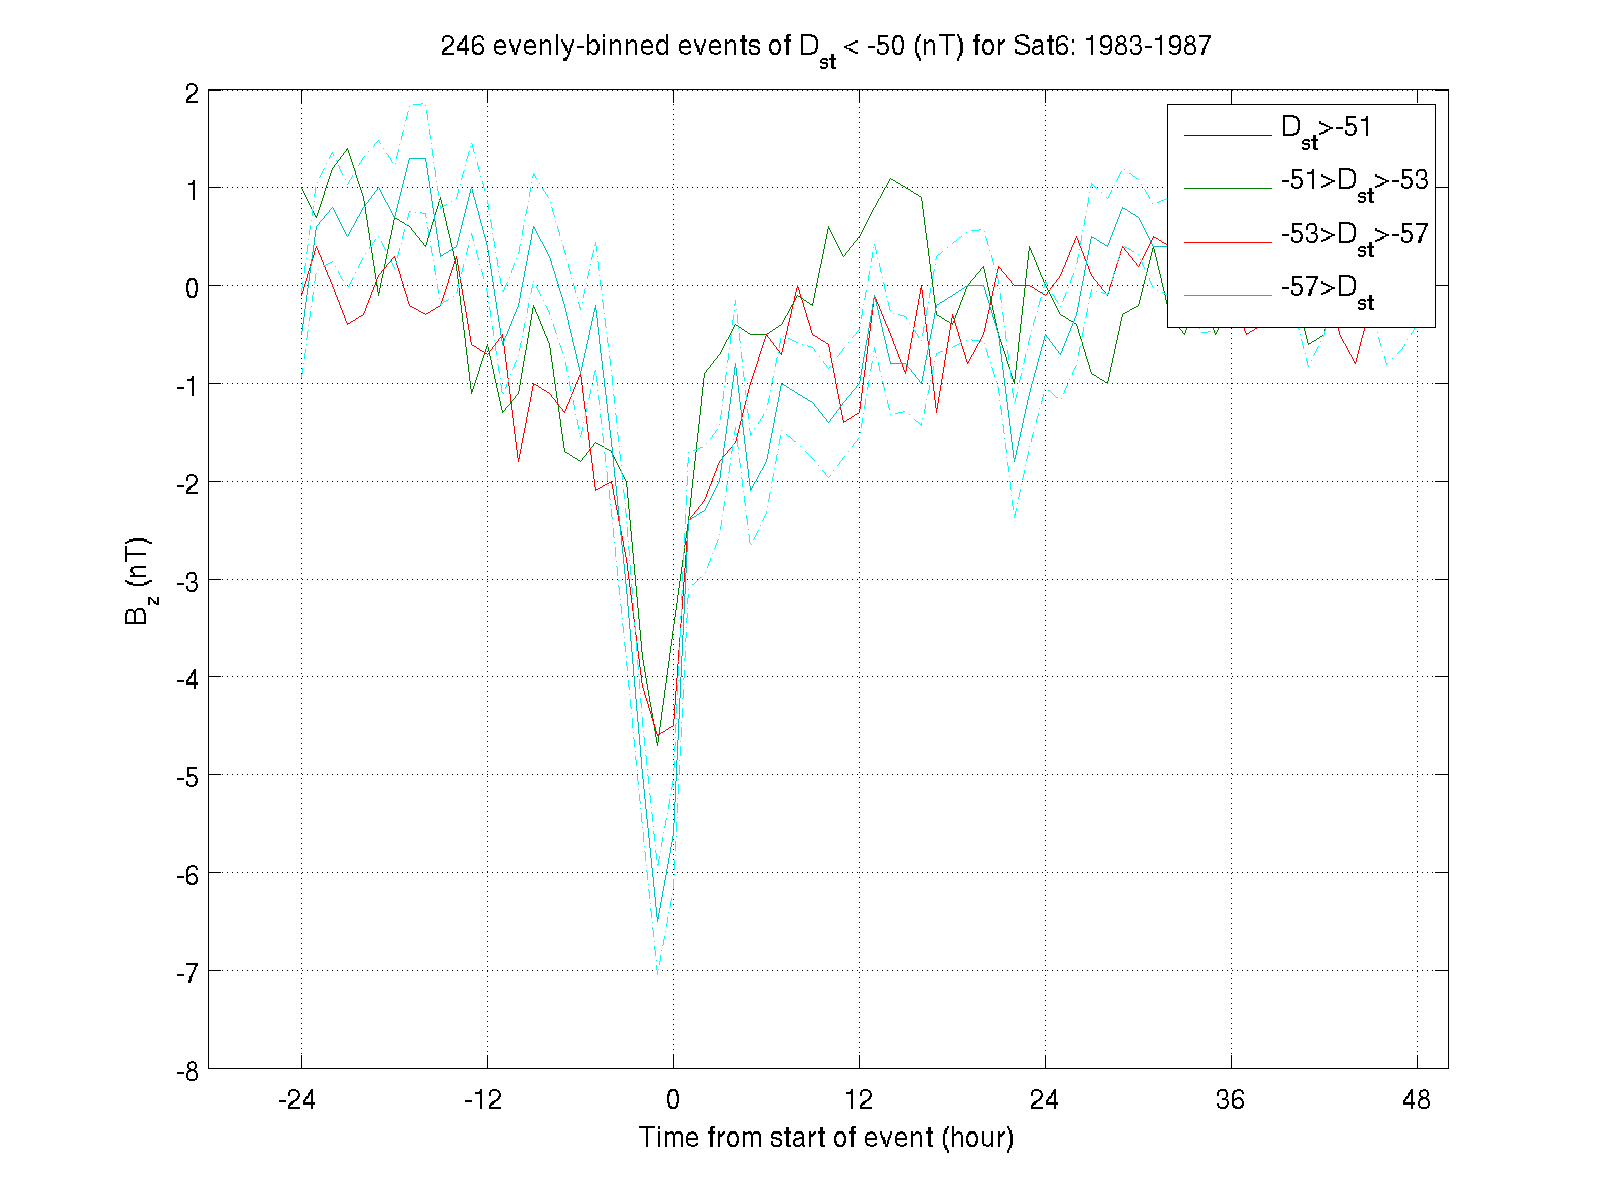 246 evenly-binned events of Dst < -50 (nT) for Sat6: 1983-1987
2
1
0
-1
-2
-3
-4
-5
-6
-7
-8
Bz (nT)
Dst>-51
-51>Dst>-53
-53>Dst>-57
-57>Dst
-24
-12
0
12
24
36
48
Time from start of event (hour)